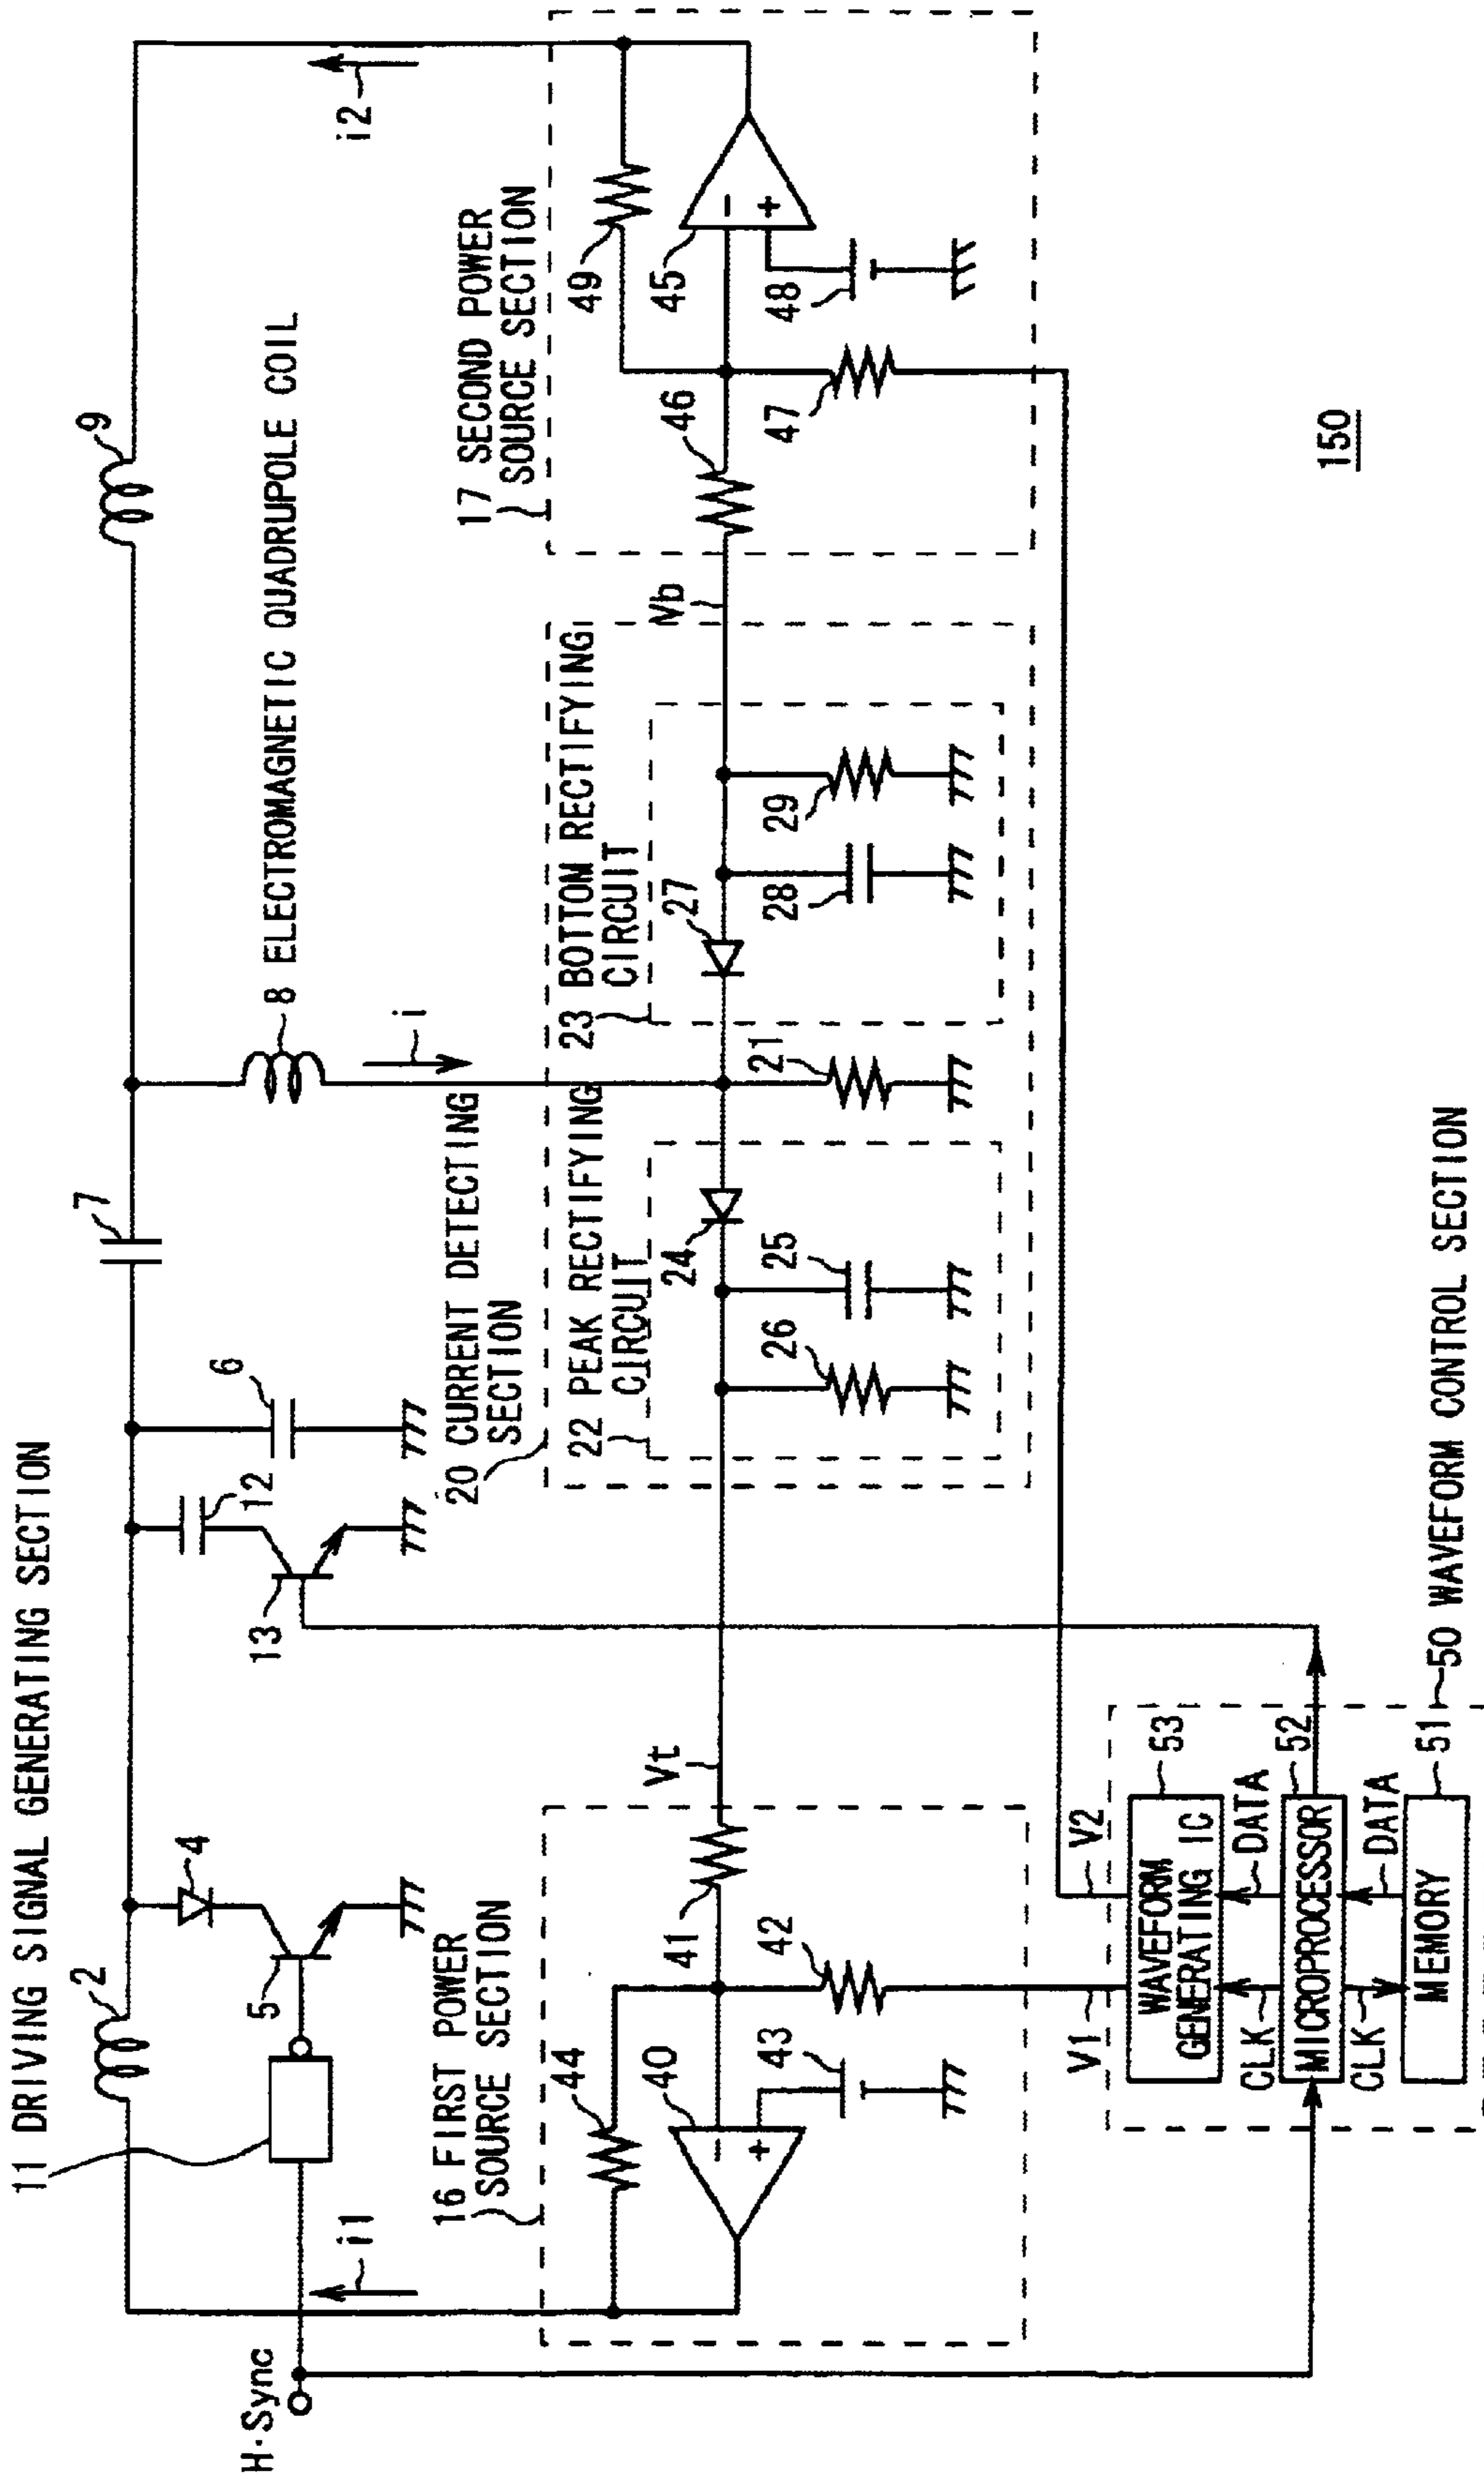 11 DRIVING SIGNAL GENERATING SECTION
H·Sync
i1
2
4
5
13
12
6
7
8 ELECTROMAGNETIC QUADRUPOLE COIL
i
9
i2
16 FIRST POWER
SOURCE SECTION
44
40
43
41
42
Vt
20 CURRENT DETECTING
SECTION
22 PEAK RECTIFYING
CIRCUIT
26
25
24
21
23 BOTTOM RECTIFYING
CIRCUIT
27
28
29
Vb
17 SECOND POWER
SOURCE SECTION
46
47
49
45
48
−
+
−
+
V1
V2
WAVEFORM
GENERATING IC
53
CLK
DATA
MICROPROCESSOR
52
CLK
DATA
MEMORY
51
50 WAVEFORM CONTROL SECTION
150